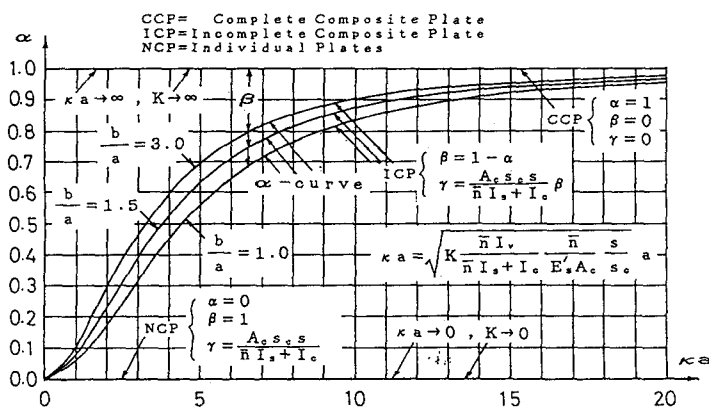 CCP= Complete Composite Plate
ICP=Incomplete Composite Plate
NCP=Individual Plates
α
1.0
0.9
0.8
0.7
0.6
0.5
0.4
0.3
0.2
0.1
0.0
κa→∞ , K→∞
β
b/a = 3.0
b/a = 1.5
b/a = 1.0
α-curve
CCP { α=1
β=0
γ=0
ICP { β=1-α
γ= A_c s_c s / (n̄ I_s + I_c) β
κa = √(K n̄ I_v / (n̄ I_s + I_c) n̄ / (E'_s A_c) s / s_c) a
NCP { α=0
β=1
γ= A_c s_c s / (n̄ I_s + I_c)
κa→0 , K→0
0 5 10 15 20
κa